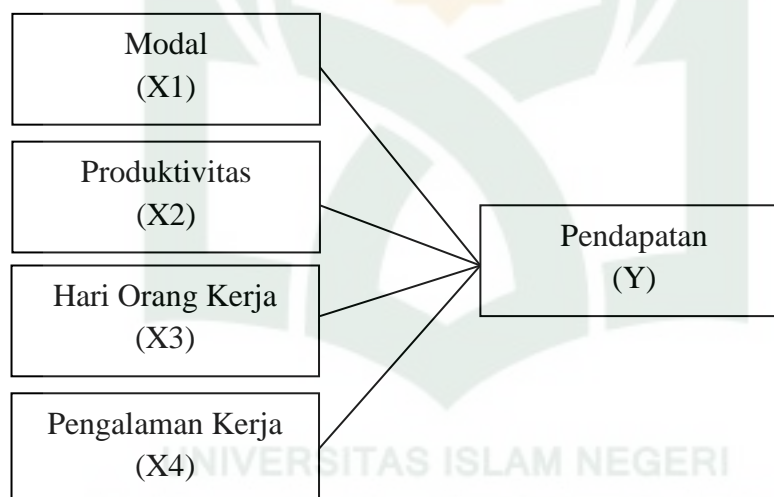 Modal
(X1)
Produktivitas
(X2)
Hari Orang Kerja
(X3)
Pengalaman Kerja
(X4)
Pendapatan
(Y)
UNIVERSITAS ISLAM NEGERI